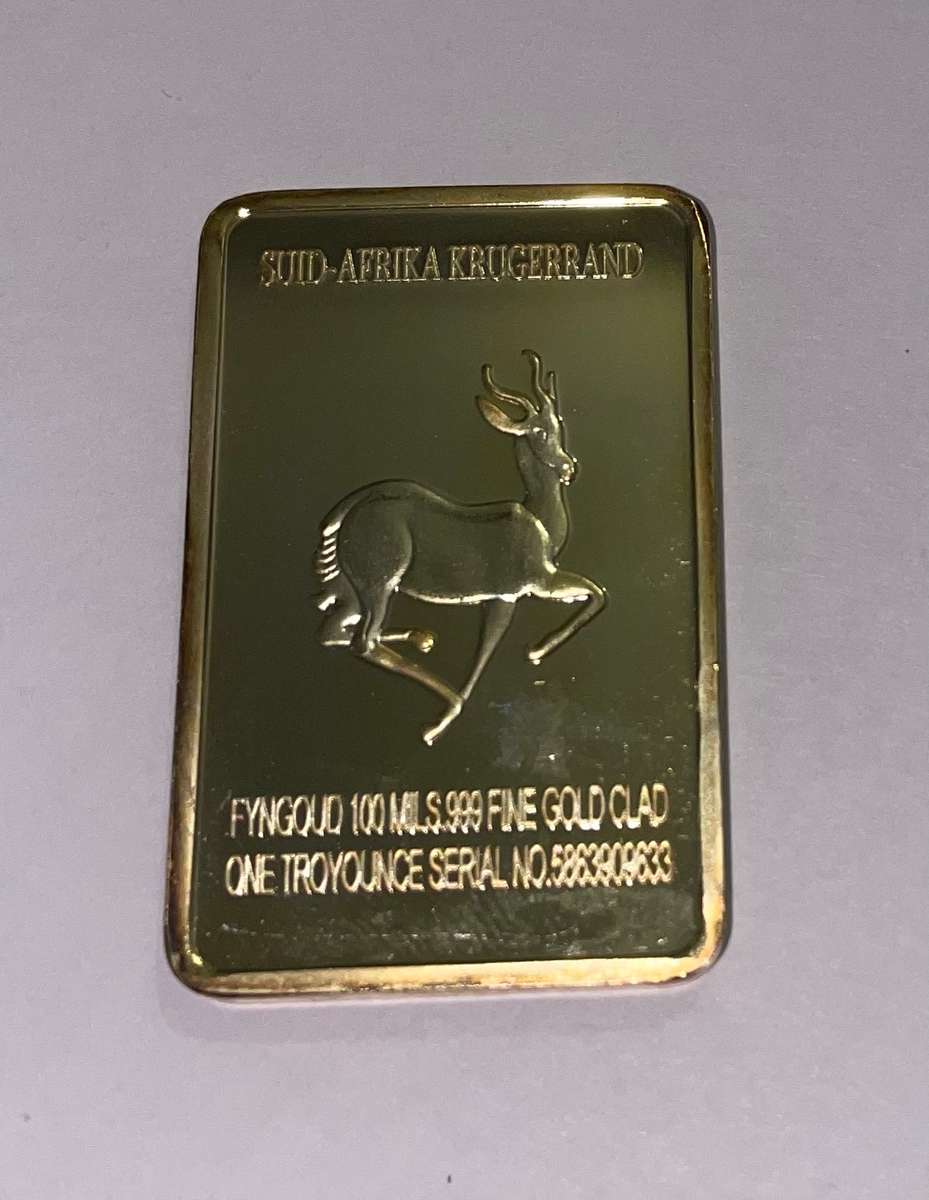 SUID-AFRIKA KRUGERRAND
FYNGOUD 100 MILS.999 FINE GOLD CLAD
ONE TROYOUNCE SERIAL NO.5863909633